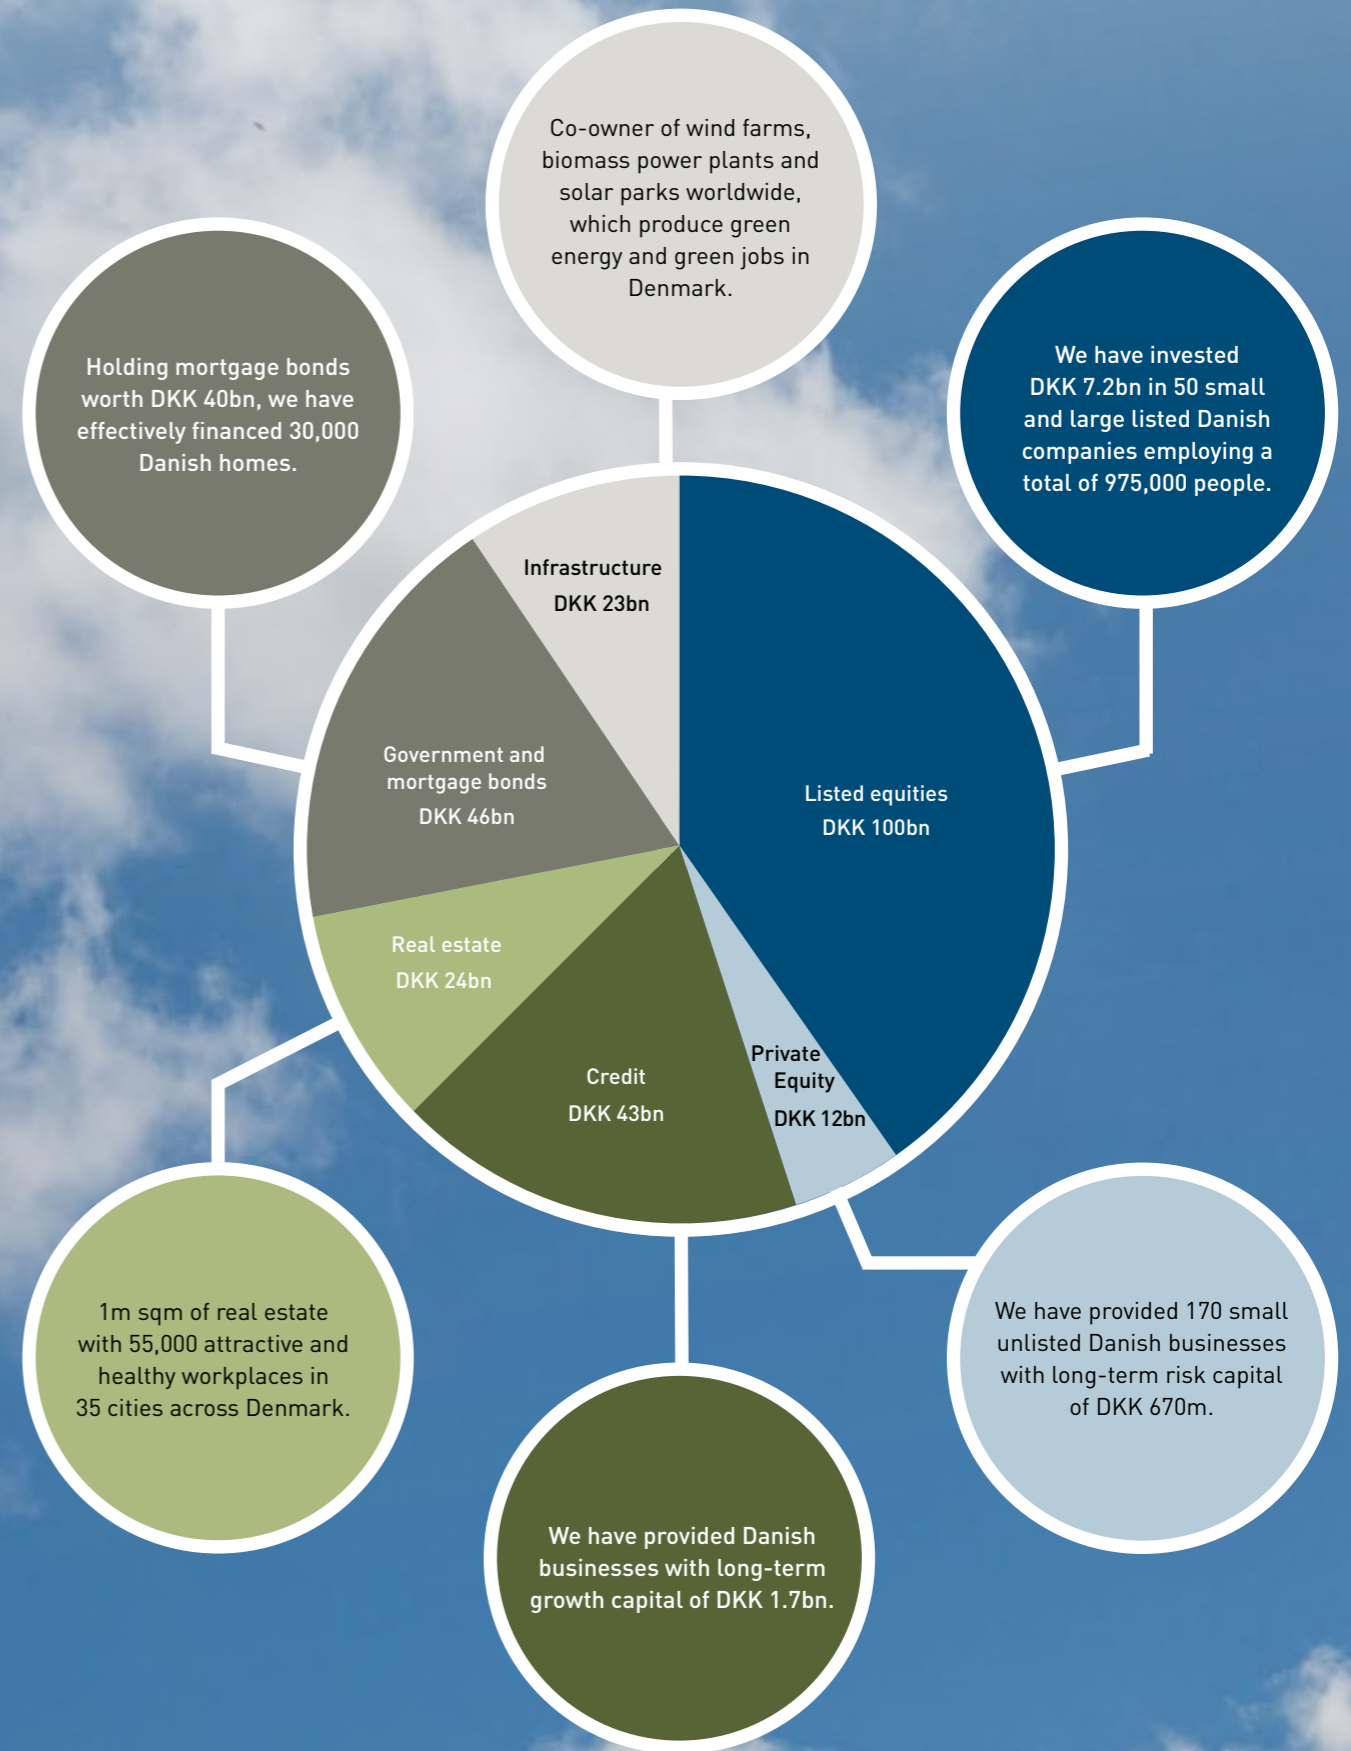 Co-owner of wind farms,
biomass power plants and
solar parks worldwide,
which produce green
energy and green jobs in
Denmark.
Holding mortgage bonds
worth DKK 40bn, we have
effectively financed 30,000
Danish homes.
We have invested
DKK 7.2bn in 50 small
and large listed Danish
companies employing a
total of 975,000 people.
Infrastructure
DKK 23bn
Government and
mortgage bonds
DKK 46bn
Listed equities
DKK 100bn
Real estate
DKK 24bn
Credit
DKK 43bn
Private
Equity
DKK 12bn
1m sqm of real estate
with 55,000 attractive and
healthy workplaces in
35 cities across Denmark.
We have provided 170 small
unlisted Danish businesses
with long-term risk capital
of DKK 670m.
We have provided Danish
businesses with long-term
growth capital of DKK 1.7bn.